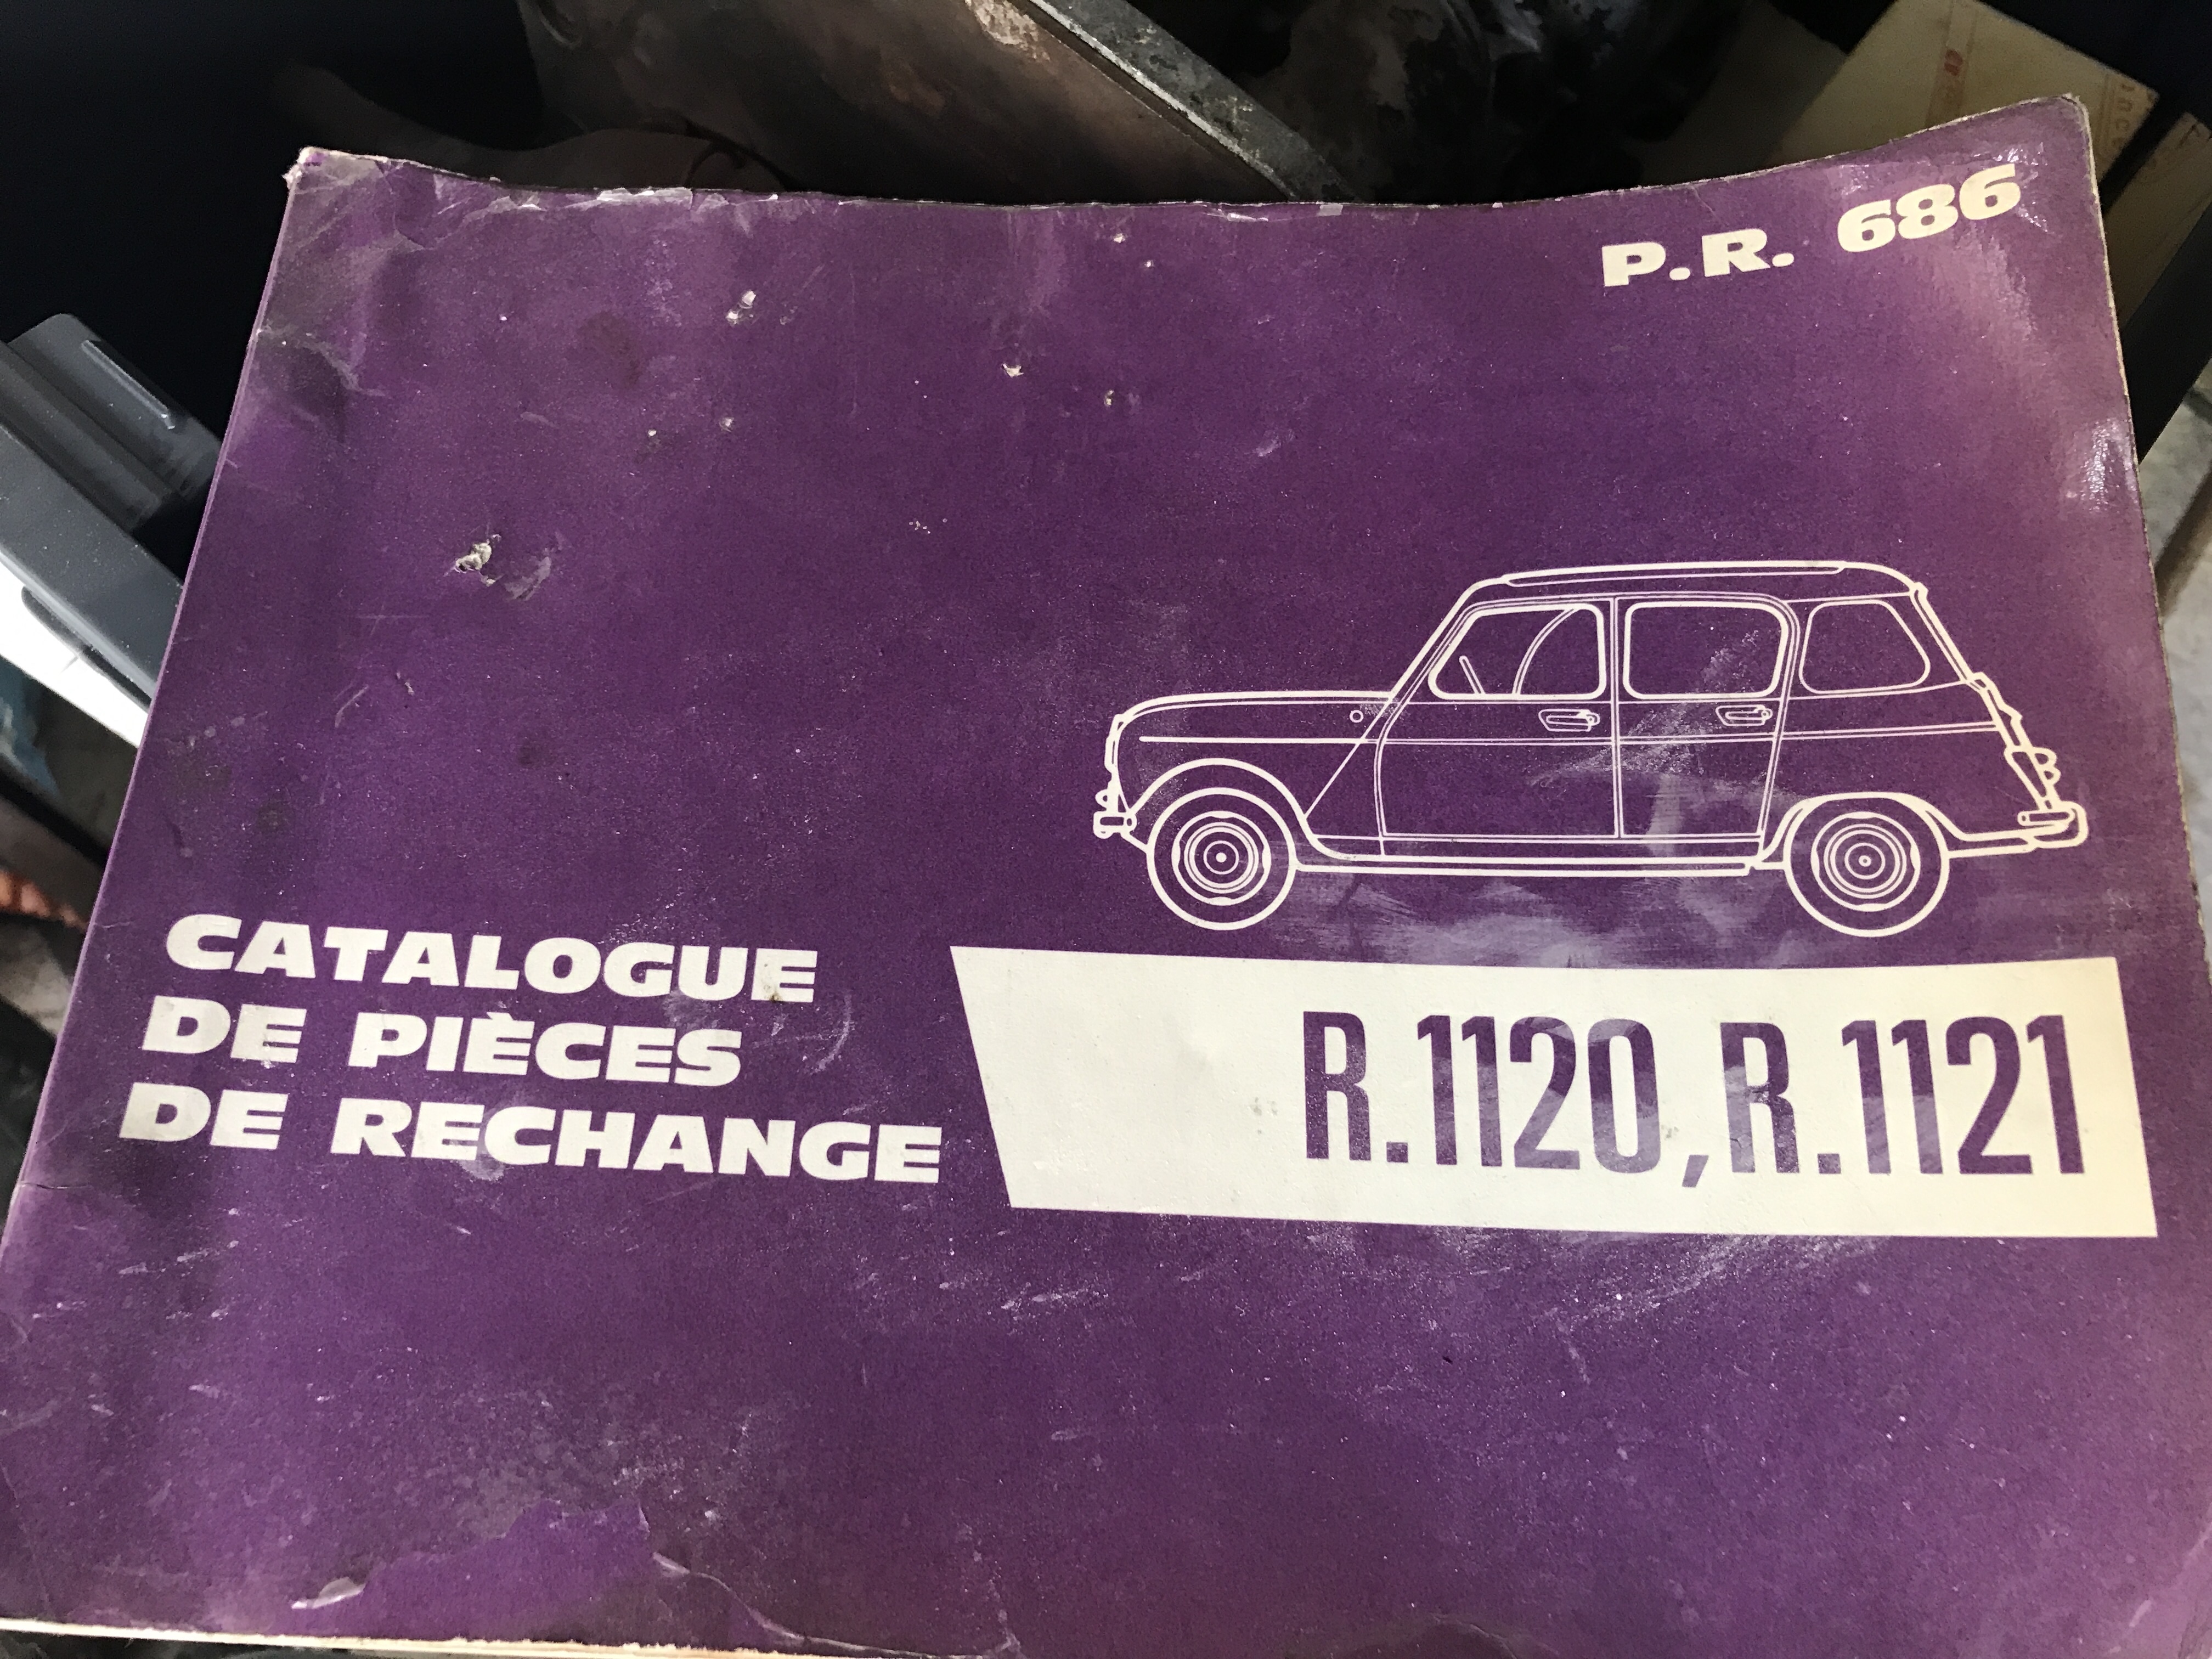 P.R. 686
CATALOGUE
DE PIÈCES
DE RECHANGE
R.1120, R.1121